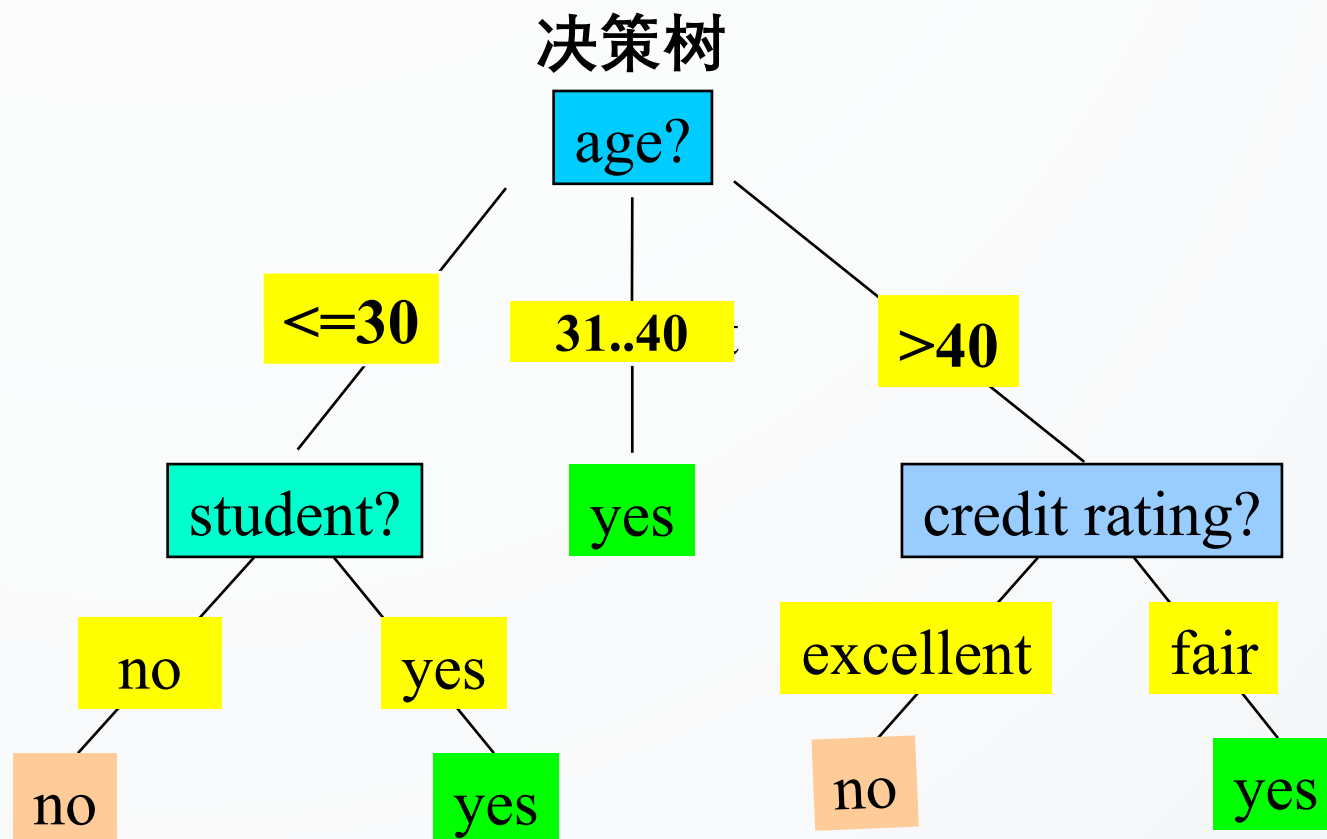 决策树
age?
<=30
31..40
>40
student?
yes
credit rating?
no
yes
excellent
fair
no
yes
no
yes